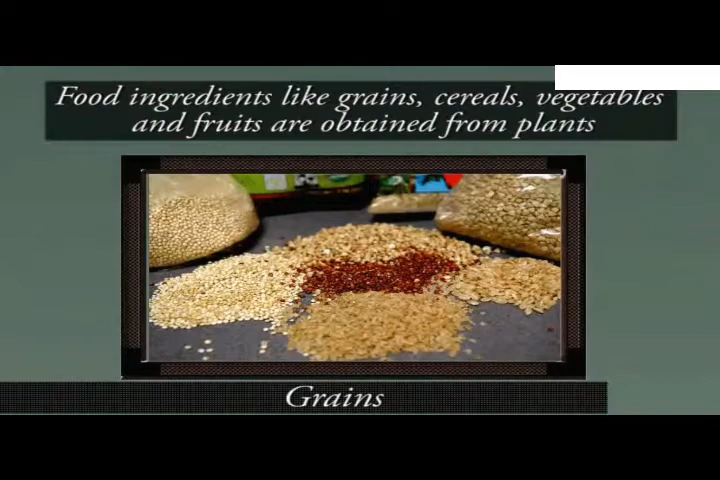 Food ingredients like grains, cereals, vegetables
and fruits are obtained from plants
Grains